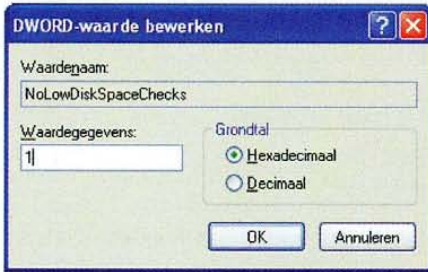 DWORD-waarde bewerken
Waardenaam:
NoLowDiskSpaceChecks
Waardegegevens:
1
Grondtal
Hexadecimaal
Decimaal
OK
Annuleren